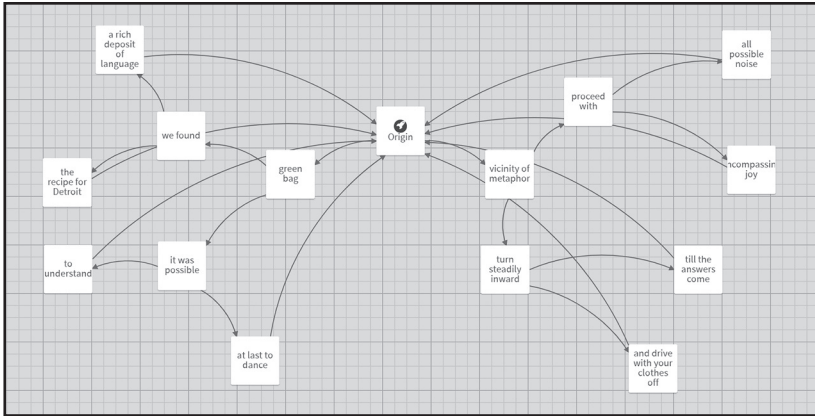 a rich
deposit of
language
all
possible
noise
proceed
with
Origin
we found
the
recipe for
Detroit
green
bag
vicinity of
metaphor
ncompassin
joy
to
understand
it was
possible
turn
steadily
inward
till the
answers
come
at last to
dance
and drive
with your
clothes
off